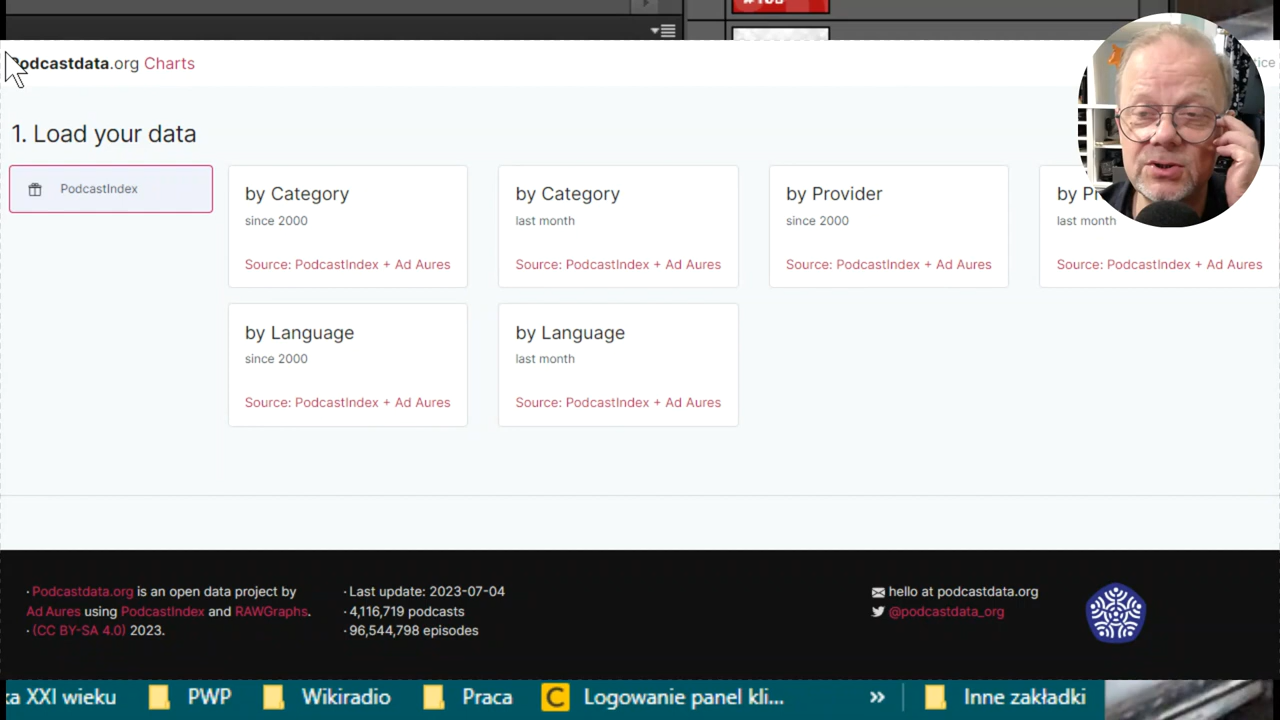 Podcastdata.org Charts
1. Load your data
PodcastIndex
by Category
since 2000
Source: PodcastIndex + Ad Aures
by Category
last month
Source: PodcastIndex + Ad Aures
by Provider
since 2000
Source: PodcastIndex + Ad Aures
last month
Source: PodcastIndex + Ad Aures
by Language
since 2000
Source: PodcastIndex + Ad Aures
by Language
last month
Source: PodcastIndex + Ad Aures
· Podcastdata.org is an open data project by
Ad Aures using PodcastIndex and RAWGraphs.
· (CC BY-SA 4.0) 2023.
· Last update: 2023-07-04
· 4,116,719 podcasts
· 96,544,798 episodes
hello at podcastdata.org
@podcastdata_org
ka XXI wieku PWP Wikiradio Praca C Logowanie panel kli... » Inne zakładki